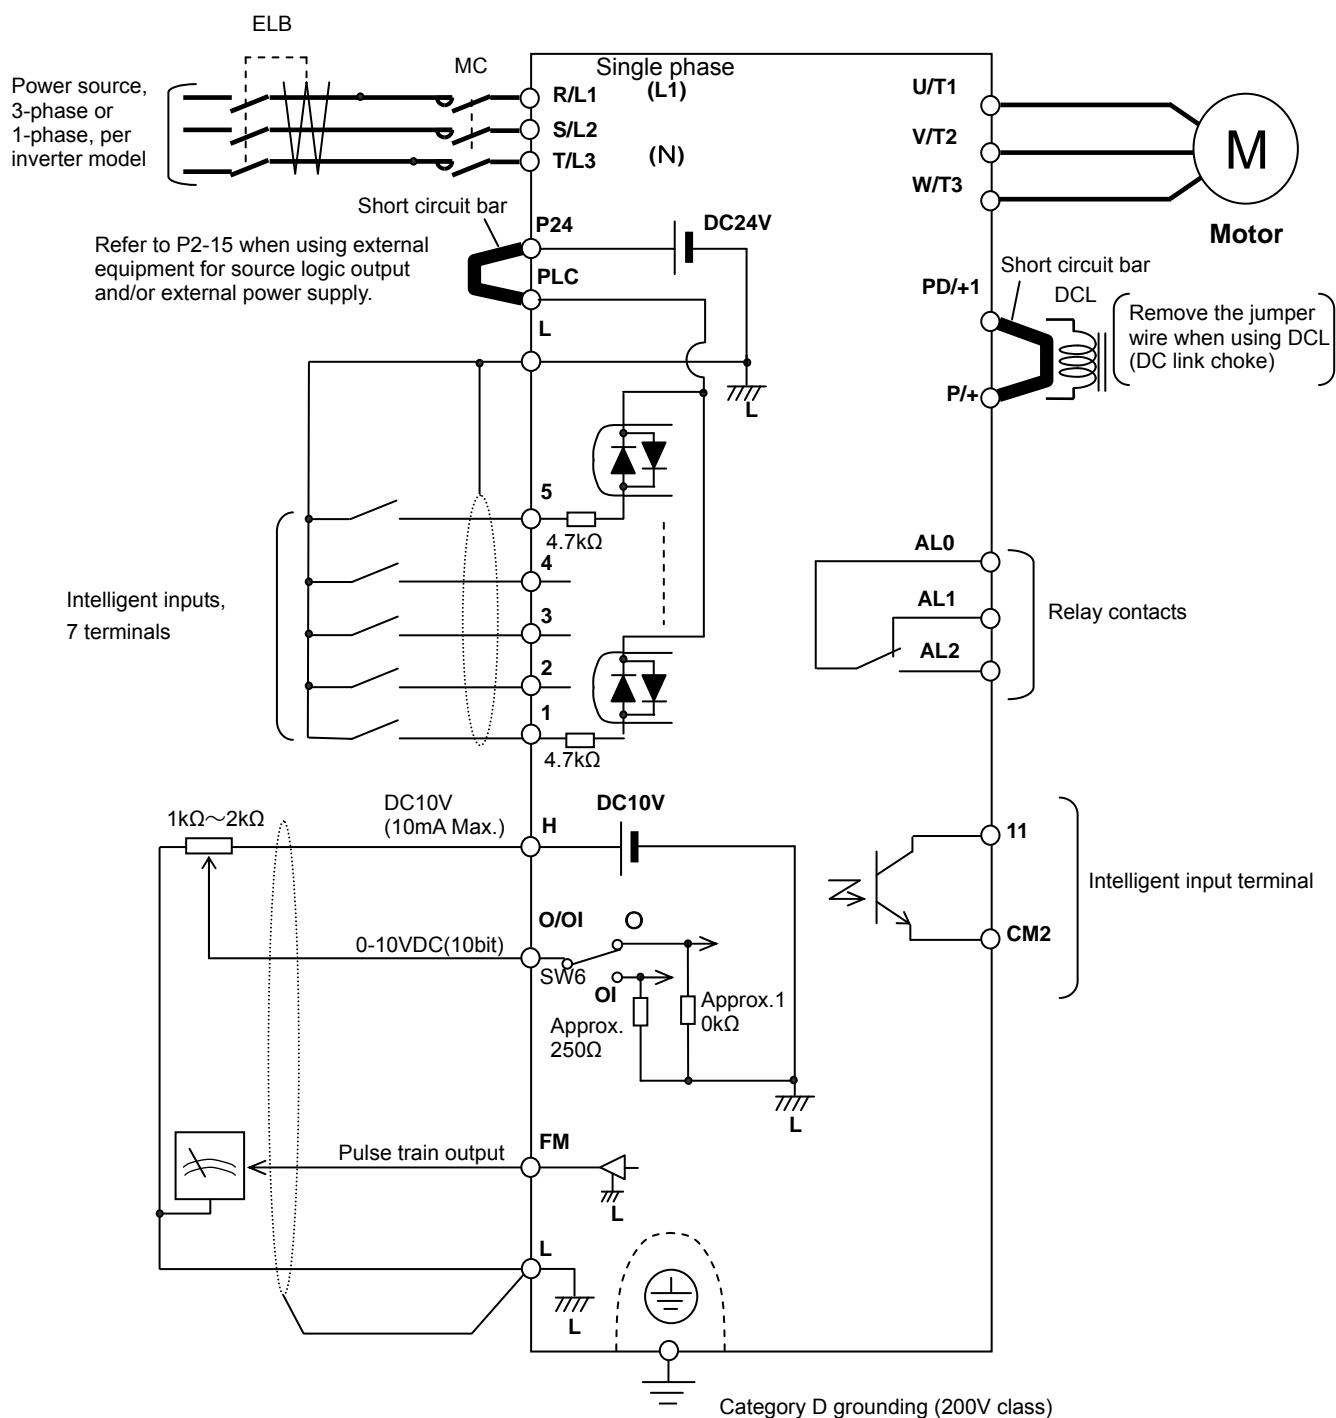 ELB
Power source,
3-phase or
1-phase, per
inverter model
MC
Single phase
R/L1
(L1)
S/L2
T/L3
(N)
U/T1
V/T2
W/T3
M
Motor
Short circuit bar
Refer to P2-15 when using external
equipment for source logic output
and/or external power supply.
P24
DC24V
PLC
L
L
PD/+1
Short circuit bar
DCL
Remove the jumper
wire when using DCL
(DC link choke)
P/+
Intelligent inputs,
7 terminals
5
4.7kΩ
4
3
2
1
4.7kΩ
AL0
AL1
AL2
Relay contacts
1kΩ～2kΩ
DC10V
(10mA Max.)
H
DC10V
O/OI
O
0-10VDC(10bit)
SW6
OI
Approx.
250Ω
Approx.1
0kΩ
L
11
CM2
Intelligent input terminal
Pulse train output
FM
L
L
L
Category D grounding (200V class)